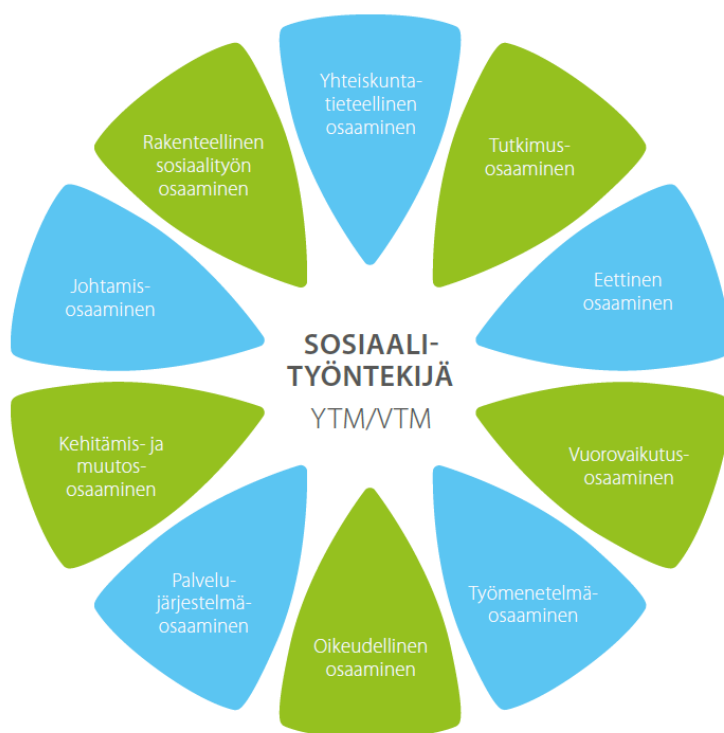 Yhteiskunta-
tieteellinen
osaaminen
Tutkimus-
osaaminen
Eettinen
osaaminen
Vuorovaikutus-
osaaminen
Työmenetelmä-
osaaminen
Oikeudellinen
osaaminen
Palvelu-
järjestelmä-
osaaminen
Kehitämis- ja
muutos-
osaaminen
Johtamis-
osaaminen
Rakenteellinen
sosiaalityön
osaaminen
SOSIAALI-
TYÖNTEKIJÄ
YTM/VTM